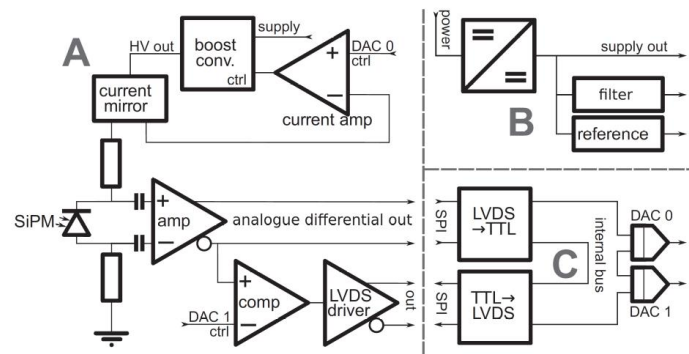 A
HV out
boost
conv.
ctrl
supply
DAC 0
ctrl
+
−
current amp
current
mirror
SiPM
+
−
amp
analogue differential out
+
−
comp
DAC 1
ctrl
LVDS
driver
out
power
=
=
B
supply out
filter
reference
SPI
LVDS
→TTL
SPI
TTL→
LVDS
C
internal
bus
DAC 0
DAC 1